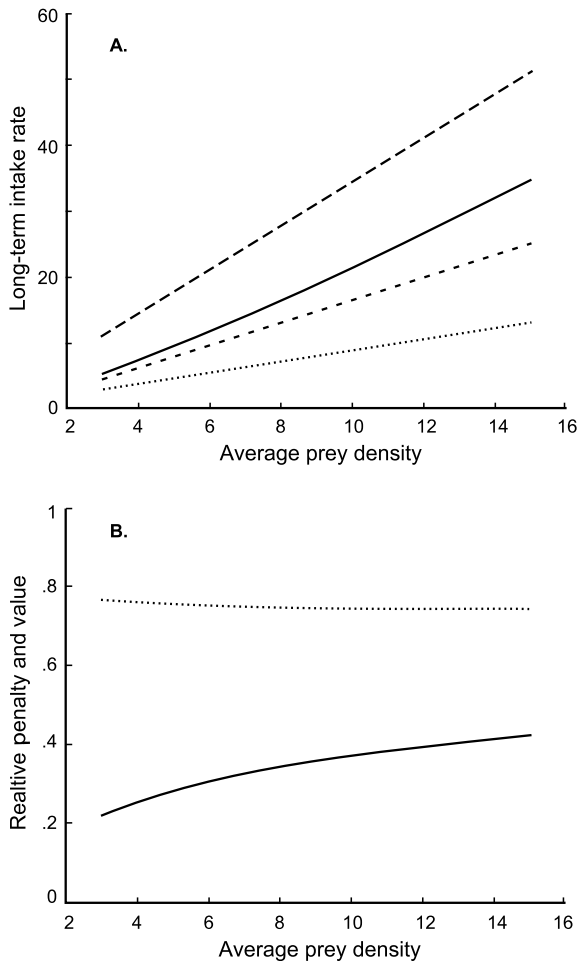 60
A.
40
20
0
Long-term intake rate
2 4 6 8 10 12 14 16
Average prey density
1
B.
.8
.6
.4
.2
0
Realtive penalty and value
2 4 6 8 10 12 14 16
Average prey density